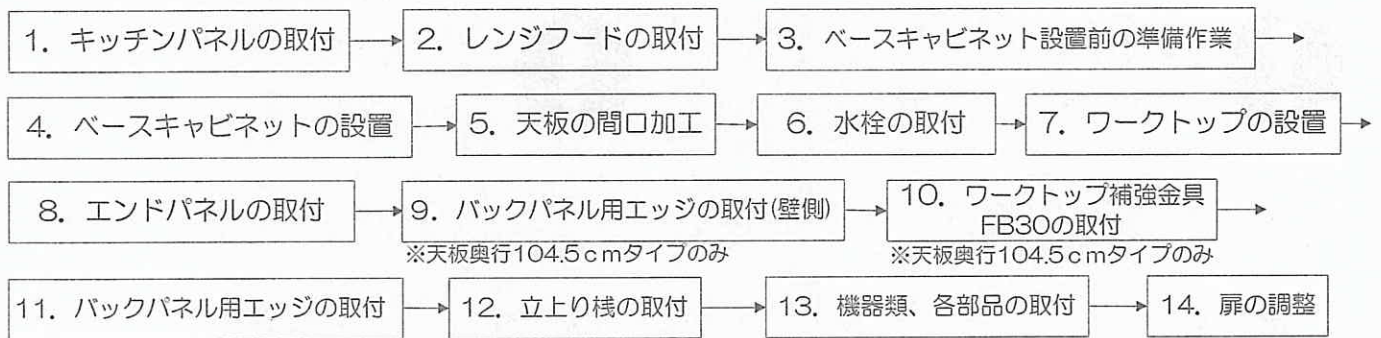 1. キッチンパネルの取付
2. レンジフードの取付
3. ベースキャビネット設置前の準備作業
4. ベースキャビネットの設置
5. 天板の間口加工
6. 水栓の取付
7. ワークトップの設置
8. エンドパネルの取付
9. バックパネル用エッジの取付(壁側)
※天板奥行104.5cmタイプのみ
10. ワークトップ補強金具
FB30の取付
※天板奥行104.5cmタイプのみ
11. バックパネル用エッジの取付
12. 立上り桟の取付
13. 機器類、各部品の取付
14. 扉の調整